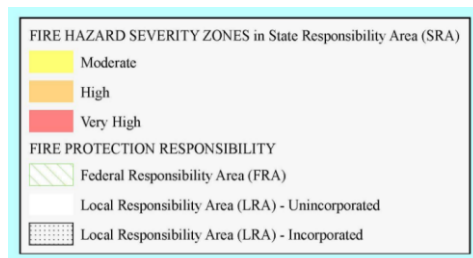 FIRE HAZARD SEVERITY ZONES in State Responsibility Area (SRA)
Moderate
High
Very High
FIRE PROTECTION RESPONSIBILITY
Federal Responsibility Area (FRA)
Local Responsibility Area (LRA) - Unincorporated
Local Responsibility Area (LRA) - Incorporated